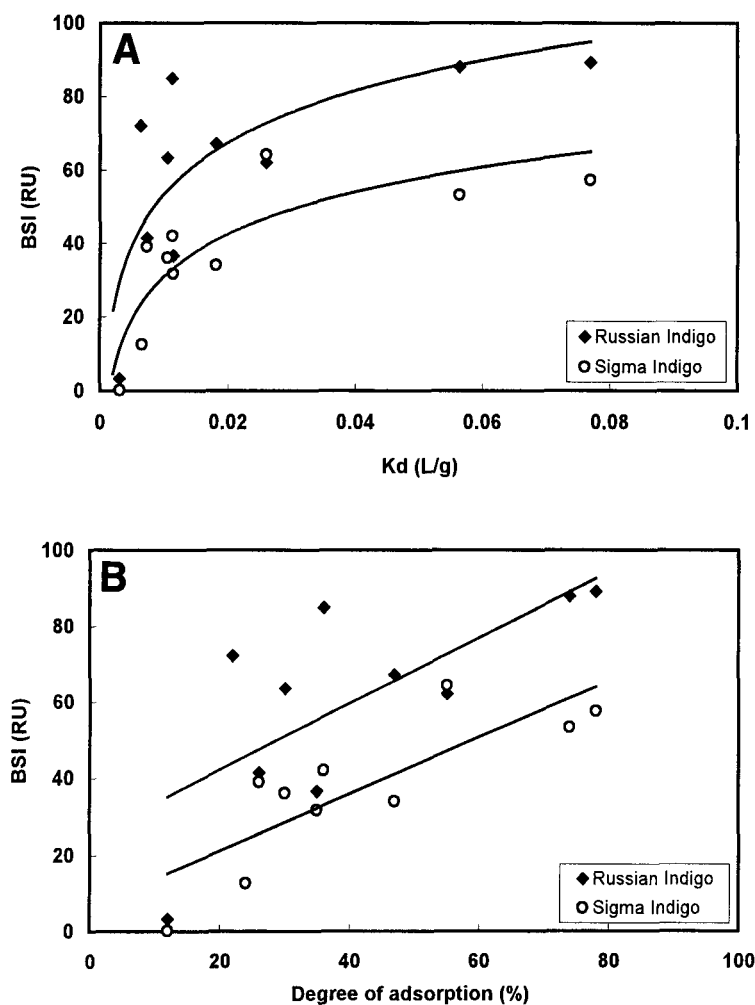 A
100
80
60
40
20
0
BSI (RU)
Russian Indigo
Sigma Indigo
0 0.02 0.04 0.06 0.08 0.1
Kd (L/g)
B
100
80
60
40
20
0
BSI (RU)
Russian Indigo
Sigma Indigo
0 20 40 60 80 100
Degree of adsorption (%)